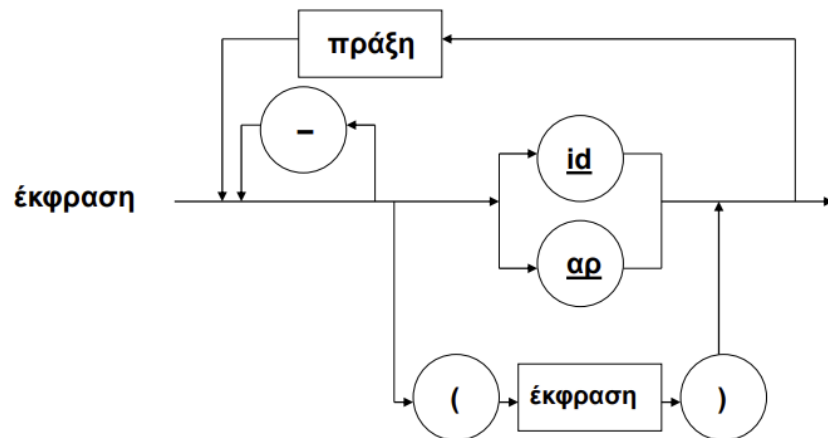 πράξη
–
id
έκφραση
αρ
( έκφραση )